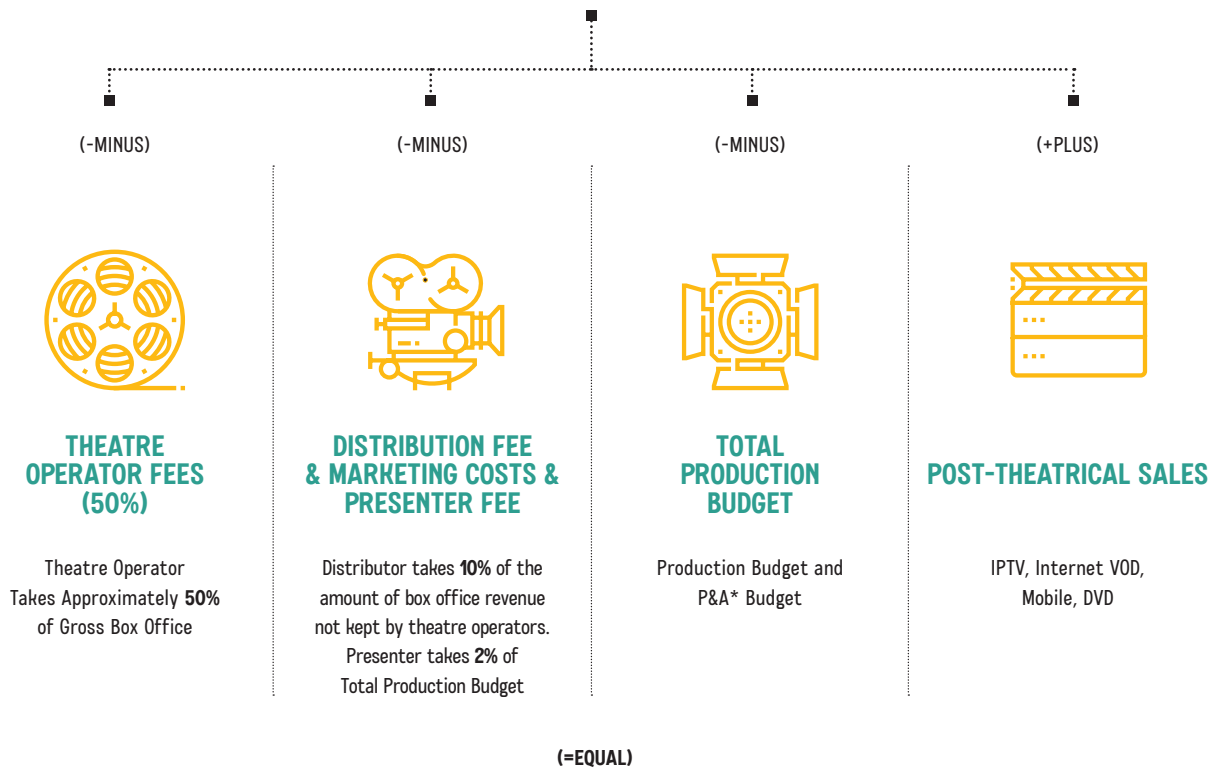 (-MINUS)
(-MINUS)
(-MINUS)
(+PLUS)
THEATRE
OPERATOR FEES
(50%)
Theatre Operator
Takes Approximately 50%
of Gross Box Office
DISTRIBUTION FEE
& MARKETING COSTS &
PRESENTER FEE
Distributor takes 10% of the
amount of box office revenue
not kept by theatre operators.
Presenter takes 2% of
Total Production Budget
TOTAL
PRODUCTION
BUDGET
Production Budget and
P&A* Budget
POST-THEATRICAL SALES
IPTV, Internet VOD,
Mobile, DVD
(=EQUAL)